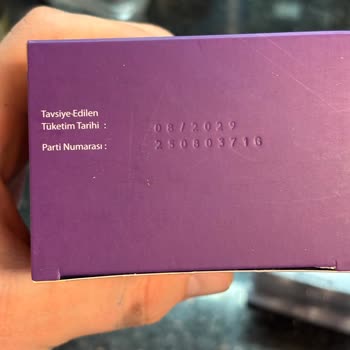 Tavsiye Edilen
Tüketim Tarihi : 08/2029
Parti Numarası : 250803716